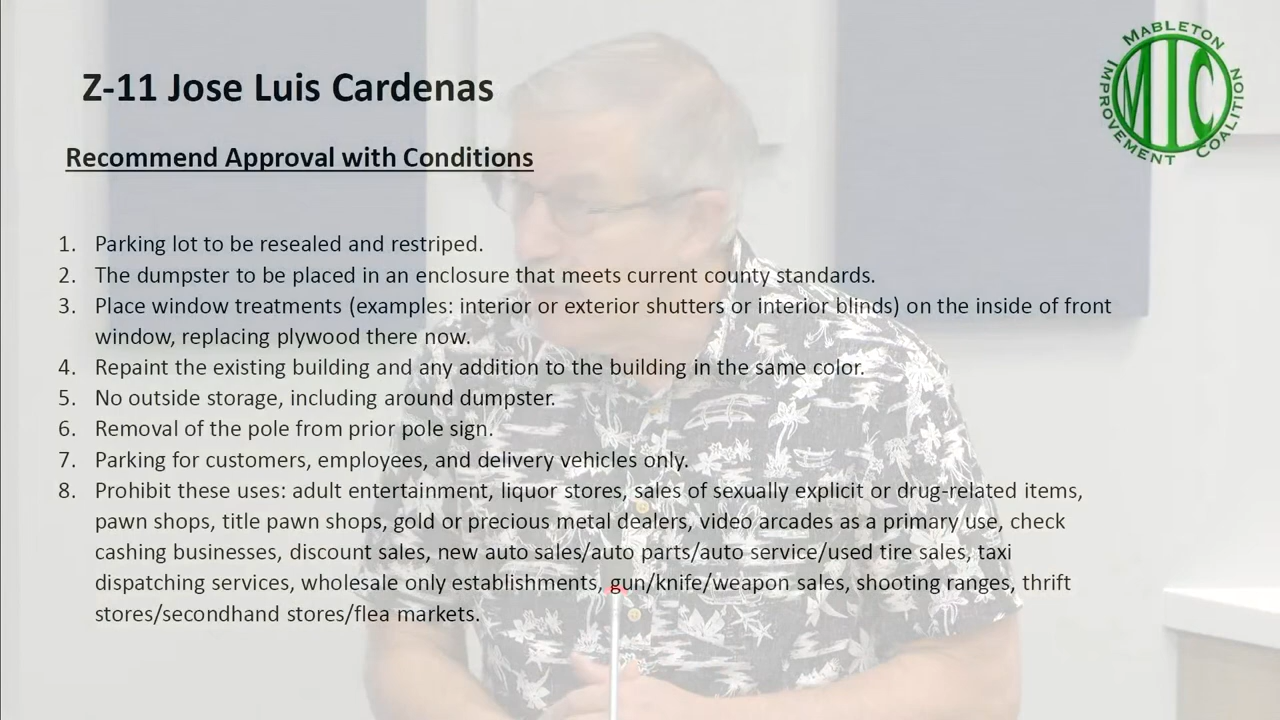 Z-11 Jose Luis Cardenas
MABLETON
IMPROVEMENT
COALITION
MIC
Recommend Approval with Conditions
1. Parking lot to be resealed and restriped.
2. The dumpster to be placed in an enclosure that meets current county standards.
3. Place window treatments (examples: interior or exterior shutters or interior blinds) on the inside of front
window, replacing plywood there now.
4. Repaint the existing building and any addition to the building in the same color.
5. No outside storage, including around dumpster.
6. Removal of the pole from prior pole sign.
7. Parking for customers, employees, and delivery vehicles only.
8. Prohibit these uses: adult entertainment, liquor stores, sales of sexually explicit or drug-related items,
pawn shops, title pawn shops, gold or precious metal dealers, video arcades as a primary use, check
cashing businesses, discount sales, new auto sales/auto parts/auto service/used tire sales, taxi
dispatching services, wholesale only establishments, gun/knife/weapon sales, shooting ranges, thrift
stores/secondhand stores/flea markets.